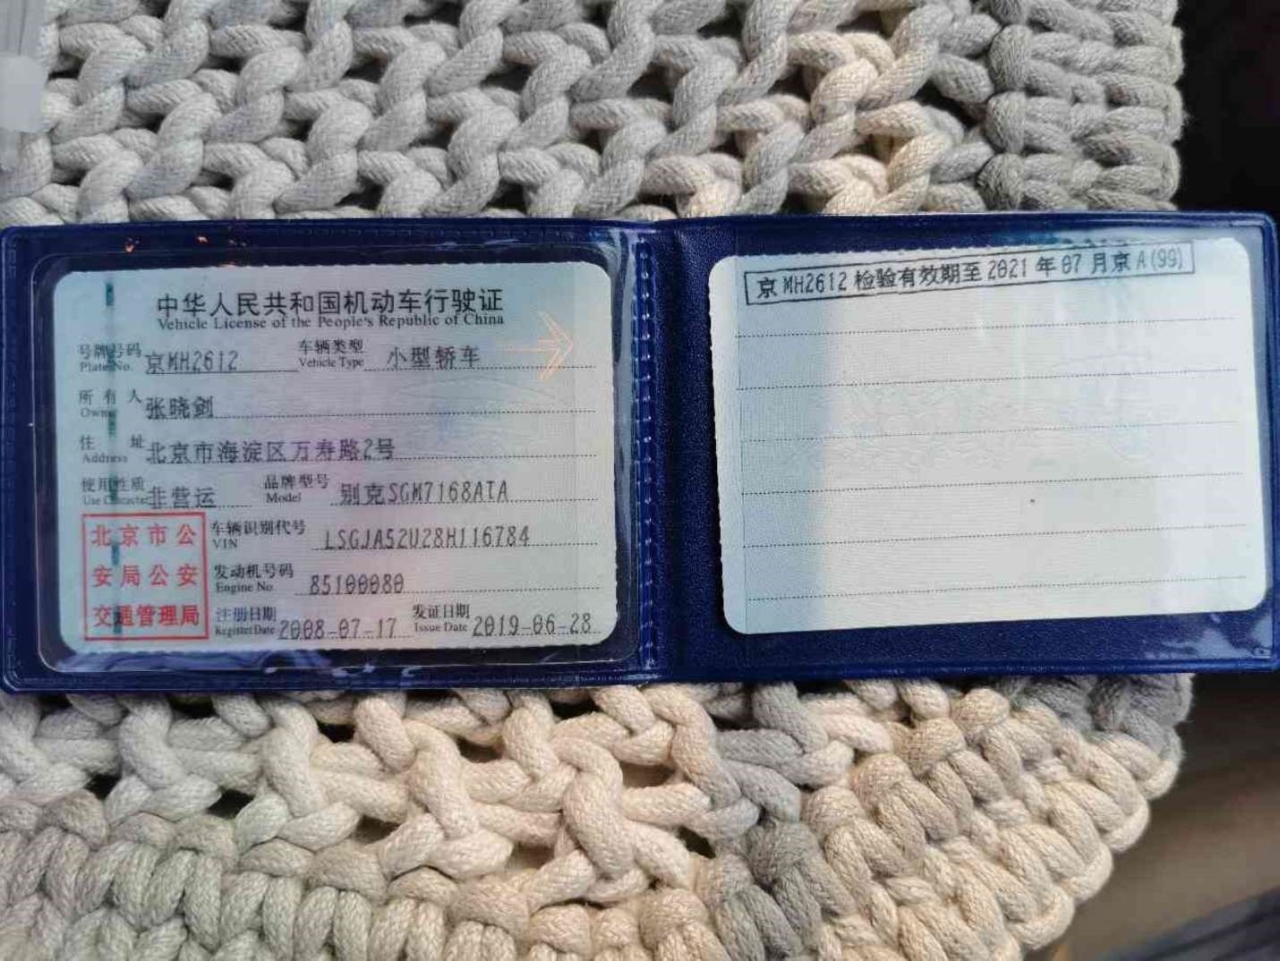 中华人民共和国机动车行驶证
Vehicle License of the People's Republic of China
号牌号码 京MH2612 车辆类型 小型轿车
Plate No. Vehicle Type
所有人 张晓剑
Owner
住址 北京市海淀区万寿路2号
Address
使用性质 非营运 品牌型号 别克SGM7168ATA
Use Character Model
北京市公
安局公安
交通管理局
车辆识别代号 LSGJA52U28H116784
VIN
发动机号码 85100080
Engine No.
注册日期 2008-07-17 发证日期 2019-06-28
Register Date Issue Date
京MH2612 检验有效期至2021年07月京A(99)